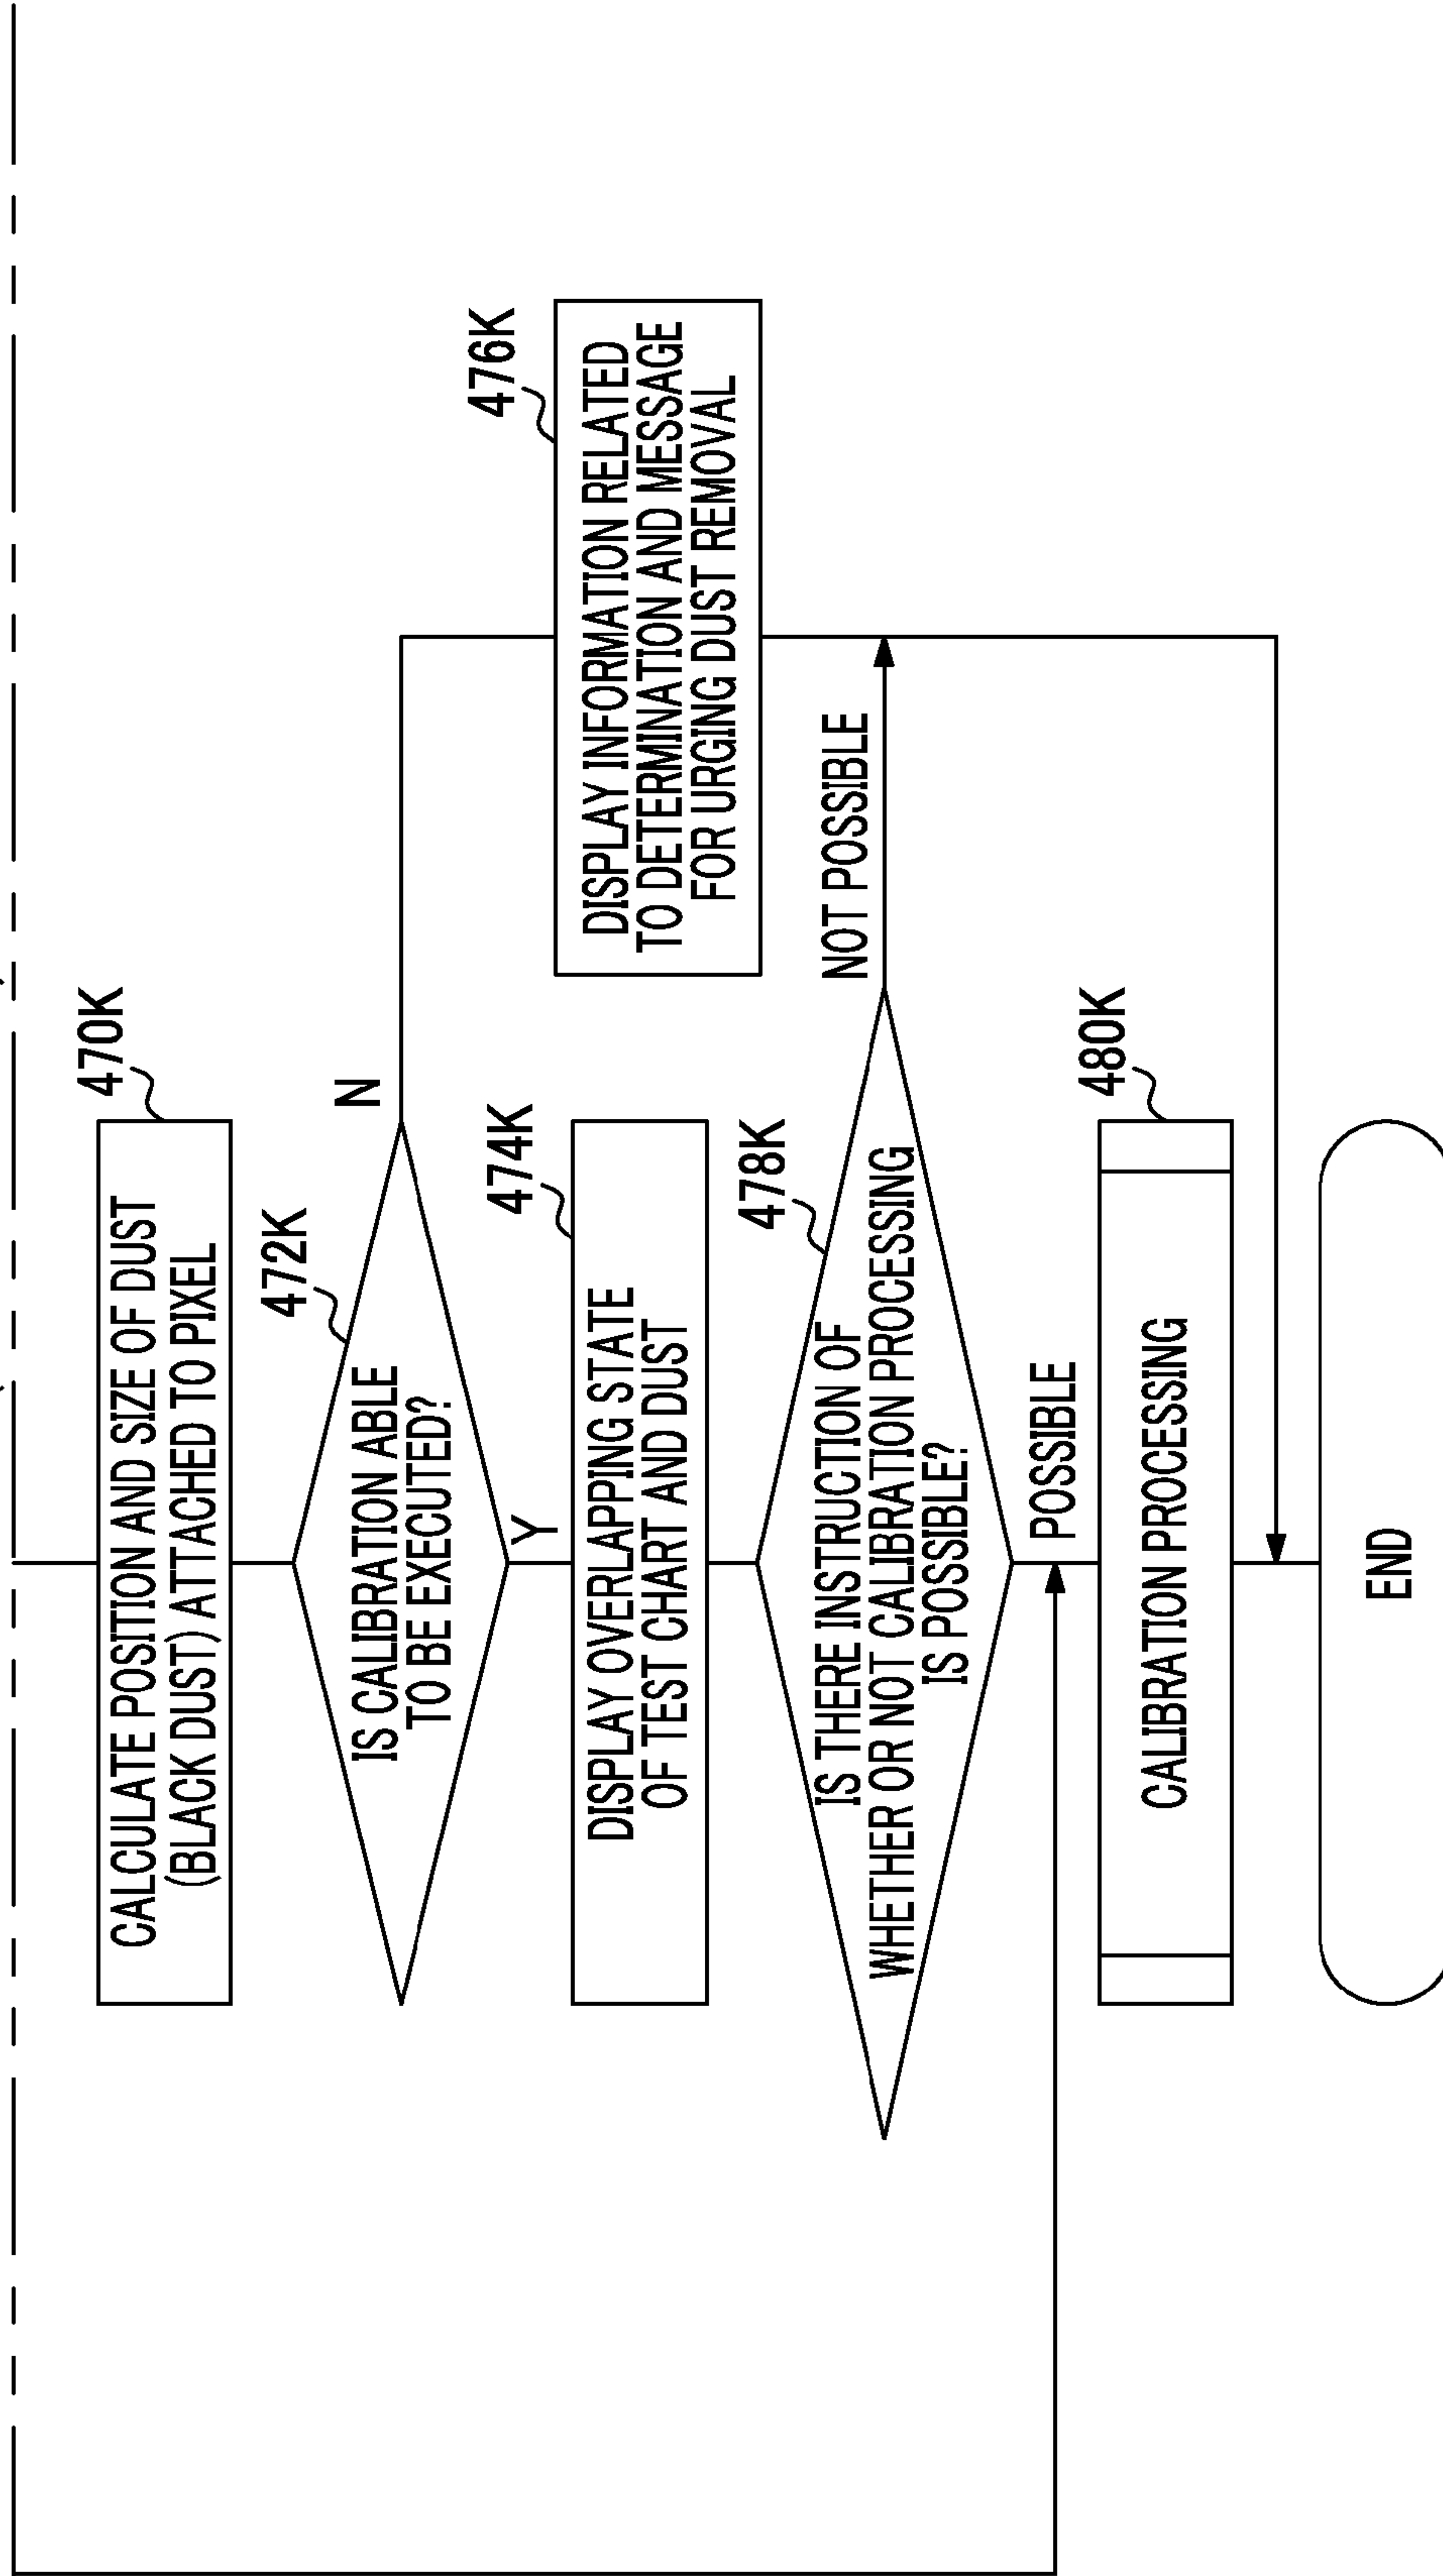 470K
CALCULATE POSITION AND SIZE OF DUST
(BLACK DUST) ATTACHED TO PIXEL
472K
IS CALIBRATION ABLE
TO BE EXECUTED?
N
Y
474K
DISPLAY OVERLAPPING STATE
OF TEST CHART AND DUST
476K
DISPLAY INFORMATION RELATED
TO DETERMINATION AND MESSAGE
FOR URGING DUST REMOVAL
478K
IS THERE INSTRUCTION OF
WHETHER OR NOT CALIBRATION PROCESSING
IS POSSIBLE?
NOT POSSIBLE
POSSIBLE
480K
CALIBRATION PROCESSING
END